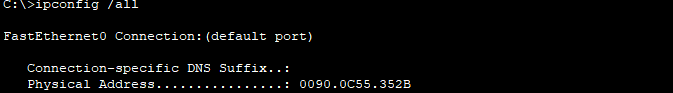 C:\>ipconfig /all
FastEthernet0 Connection:(default port)
Connection-specific DNS Suffix..:
Physical Address................: 0090.0C55.352B